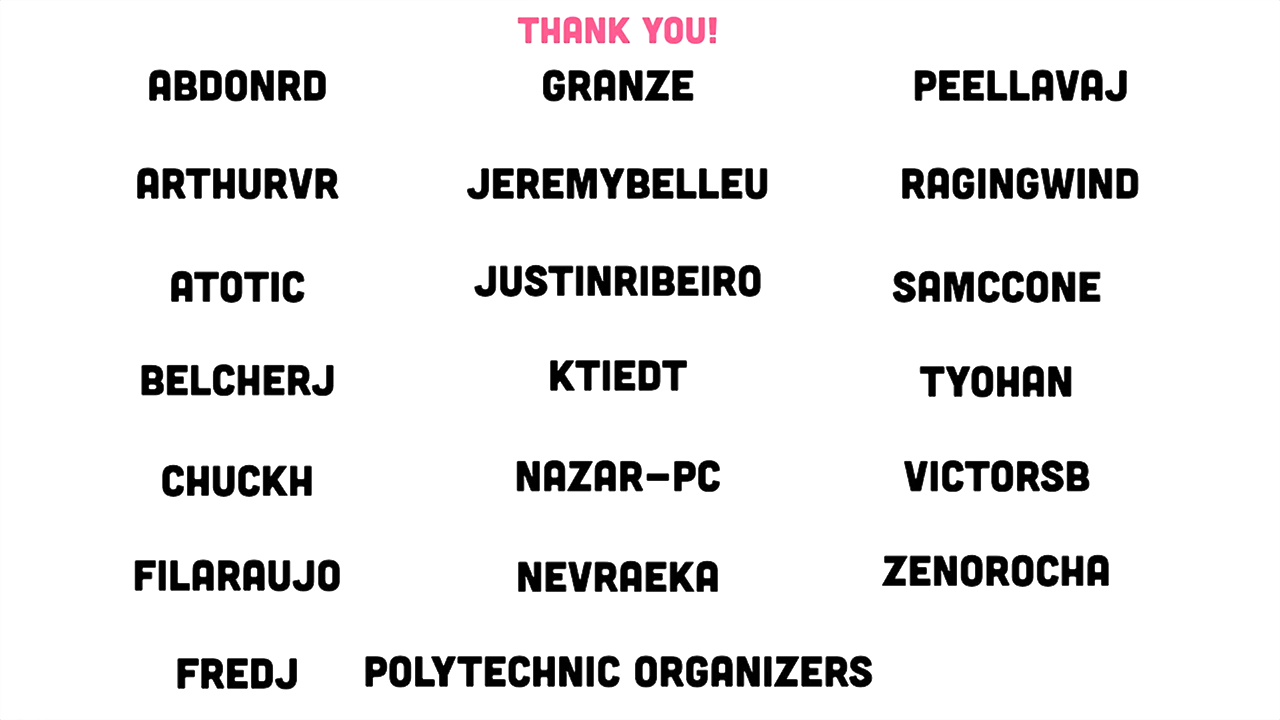 THANK YOU!
ABDONRD GRANZE PEELLAVAJ
ARTHURVR JEREMYBELLEU RAGINGWIND
ATOTIC JUSTINRIBEIRO SAMCCONE
BELCHERJ KTIEDT TYOHAN
CHUCKH NAZAR-PC VICTORSB
FILARAUJO NEVRAEKA ZENOROCHA
FREDJ POLYTECHNIC ORGANIZERS